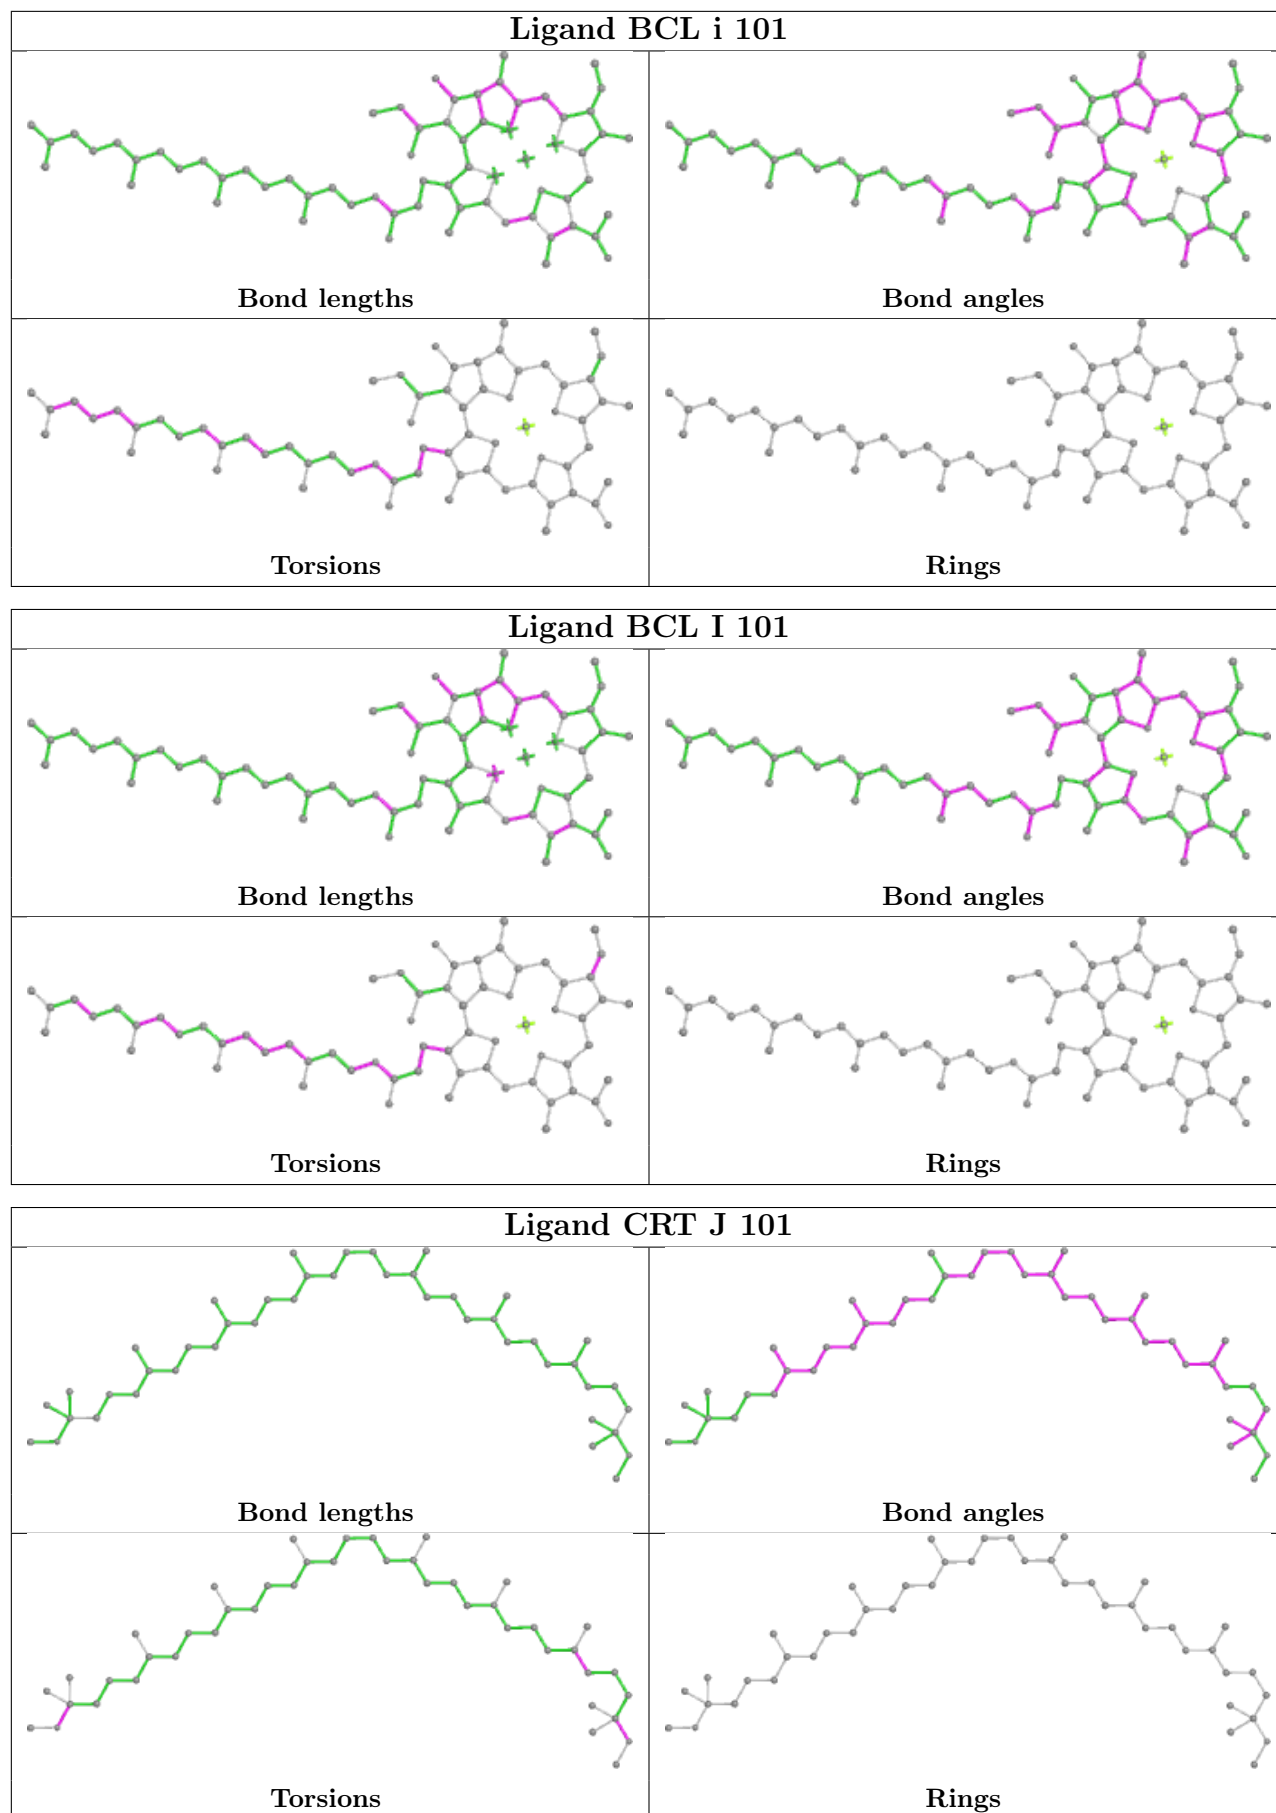 Ligand BCL i 101
Bond lengths
Bond angles
Torsions
Rings
Ligand BCL I 101
Bond lengths
Bond angles
Torsions
Rings
Ligand CRT J 101
Bond lengths
Bond angles
Torsions
Rings